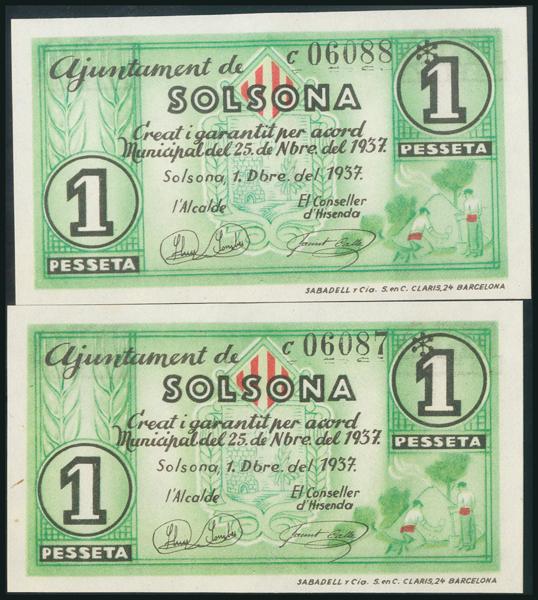 Ajuntament de C 06088
SOLSONA
1
PESSETA
Creat i garantit per acord
Municipal del 25. de Nbre. del 1937.
Solsona, 1. Dbre. del 1937.
l'Alcalde El Conseller
d'Hisenda
1
PESSETA
SABADELL y Cía. S. en C. CLARIS, 24 BARCELONA
Ajuntament de C 06087
SOLSONA
1
PESSETA
Creat i garantit per acord
Municipal del 25. de Nbre. del 1937.
Solsona, 1. Dbre. del 1937.
l'Alcalde El Conseller
d'Hisenda
1
PESSETA
SABADELL y Cía. S. en C. CLARIS, 24 BARCELONA